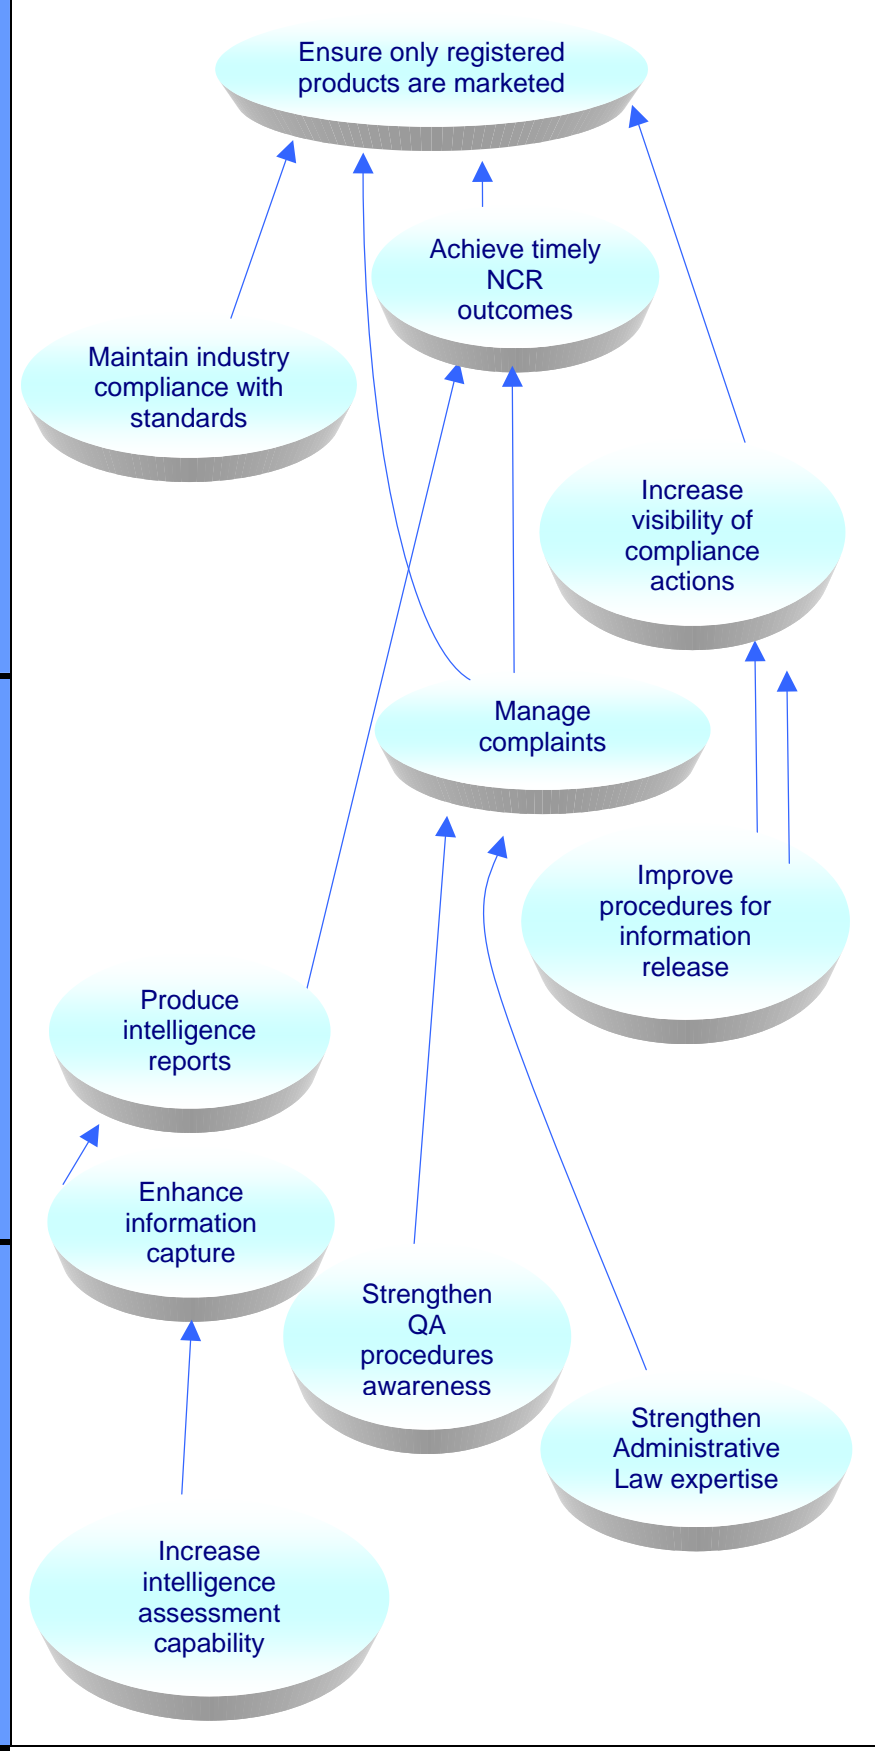 Ensure only registered
products are marketed
Achieve timely
NCR
outcomes
Maintain industry
compliance with
standards
Increase
visibility of
compliance
actions
Manage
complaints
Improve
procedures for
information
release
Produce
intelligence
reports
Enhance
information
capture
Strengthen
QA
procedures
awareness
Strengthen
Administrative
Law expertise
Increase
intelligence
assessment
capability